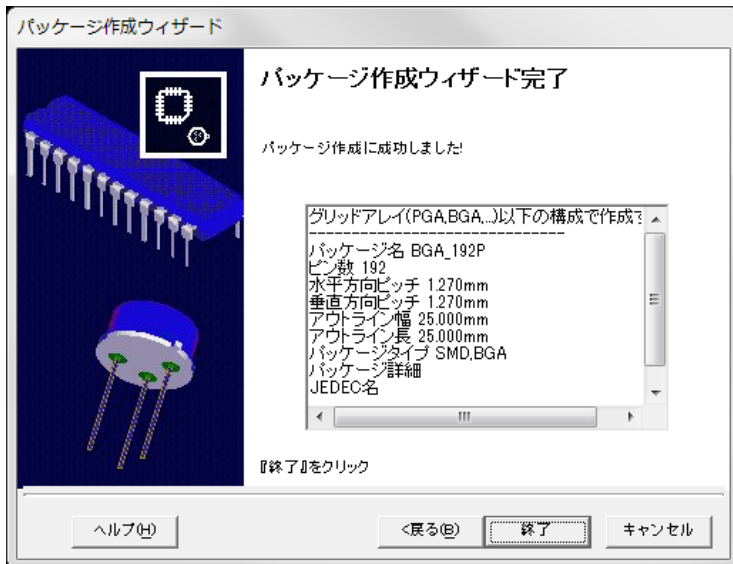 パッケージ作成ウィザード
パッケージ作成ウィザード完了
パッケージ作成に成功しました!
グリッドアレイ(PGA,BGA,...)以下の構成で作成で
------------------------------
パッケージ名 BGA_192P
ピン数 192
水平方向ピッチ 1.270mm
垂直方向ピッチ 1.270mm
アウトライン幅 25.000mm
アウトライン長 25.000mm
パッケージタイプ SMD,BGA
パッケージ詳細
JEDEC名
『終了』をクリック
ヘルプ(H) <戻る(B) 終了 キャンセル